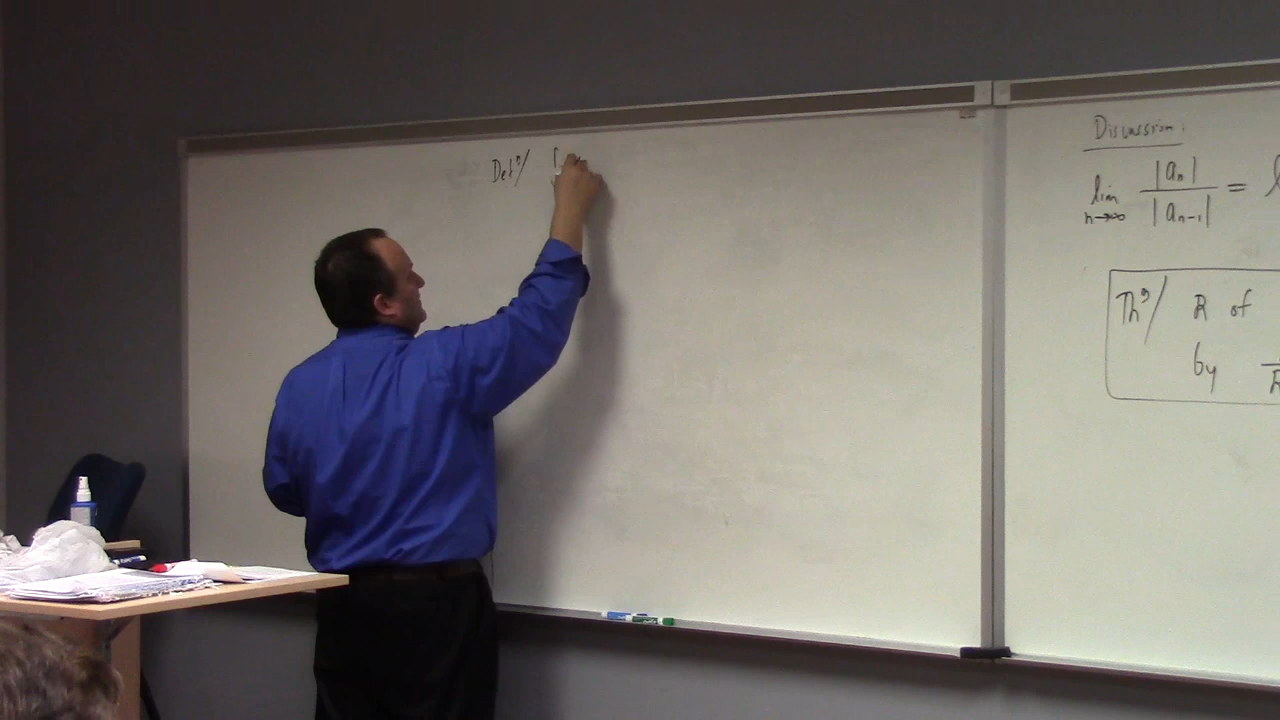 Defⁿ/
Discussion:
lim n→∞ |aₙ| / |aₙ₋₁| =
Thᵐ/ R of
by